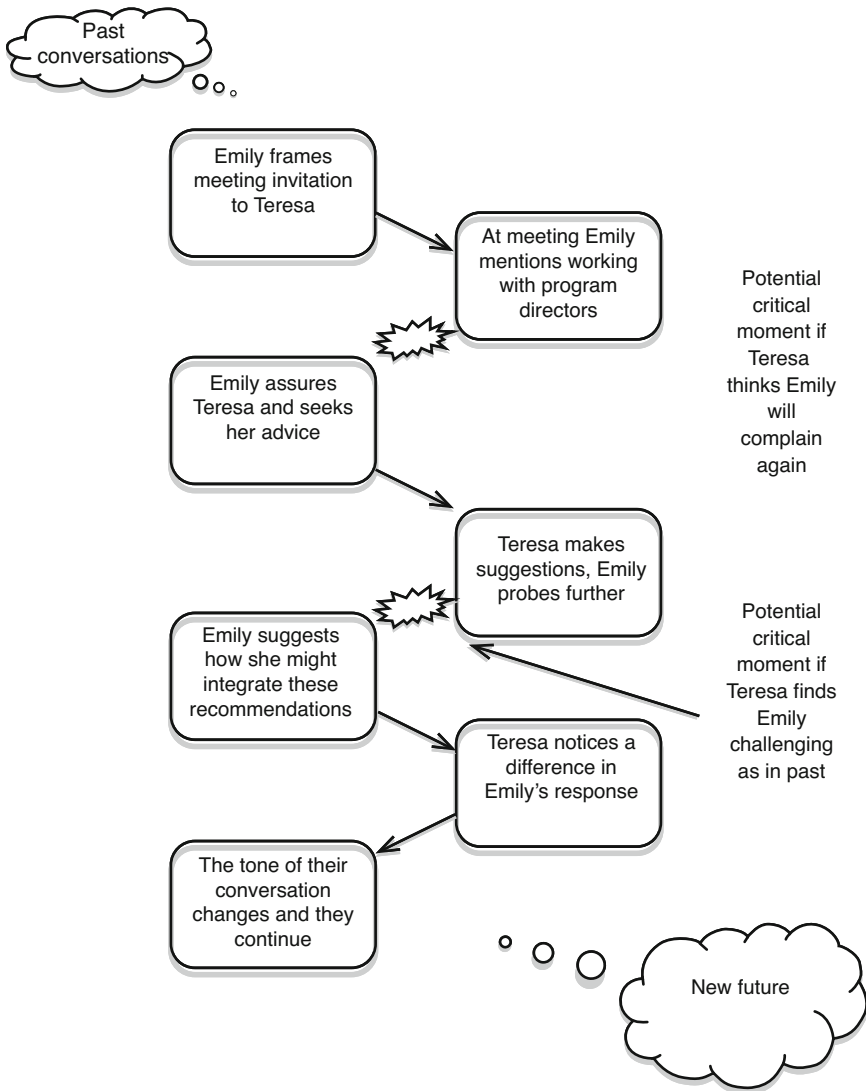 Past
conversations
Emily frames
meeting invitation
to Teresa
At meeting Emily
mentions working
with program
directors
Potential
critical
moment if
Teresa
thinks Emily
will
complain
again
Emily assures
Teresa and seeks
her advice
Teresa makes
suggestions, Emily
probes further
Emily suggests
how she might
integrate these
recommendations
Potential
critical
moment if
Teresa finds
Emily
challenging
as in past
Teresa notices a
difference in
Emily’s response
The tone of their
conversation
changes and they
continue
New future